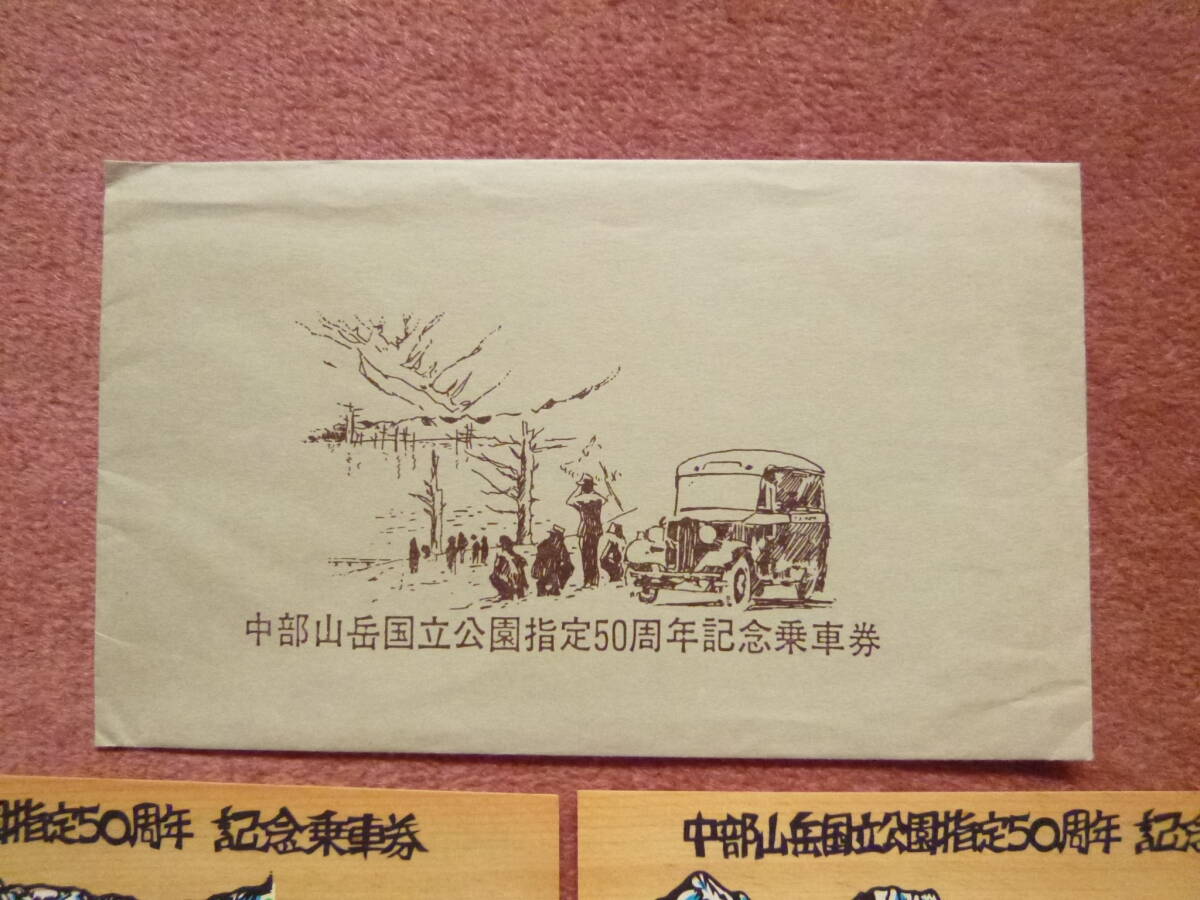 中部山岳国立公園指定50周年記念乗車券
指定50周年 記念乗車券
中部山岳国立公園指定50周年 記念